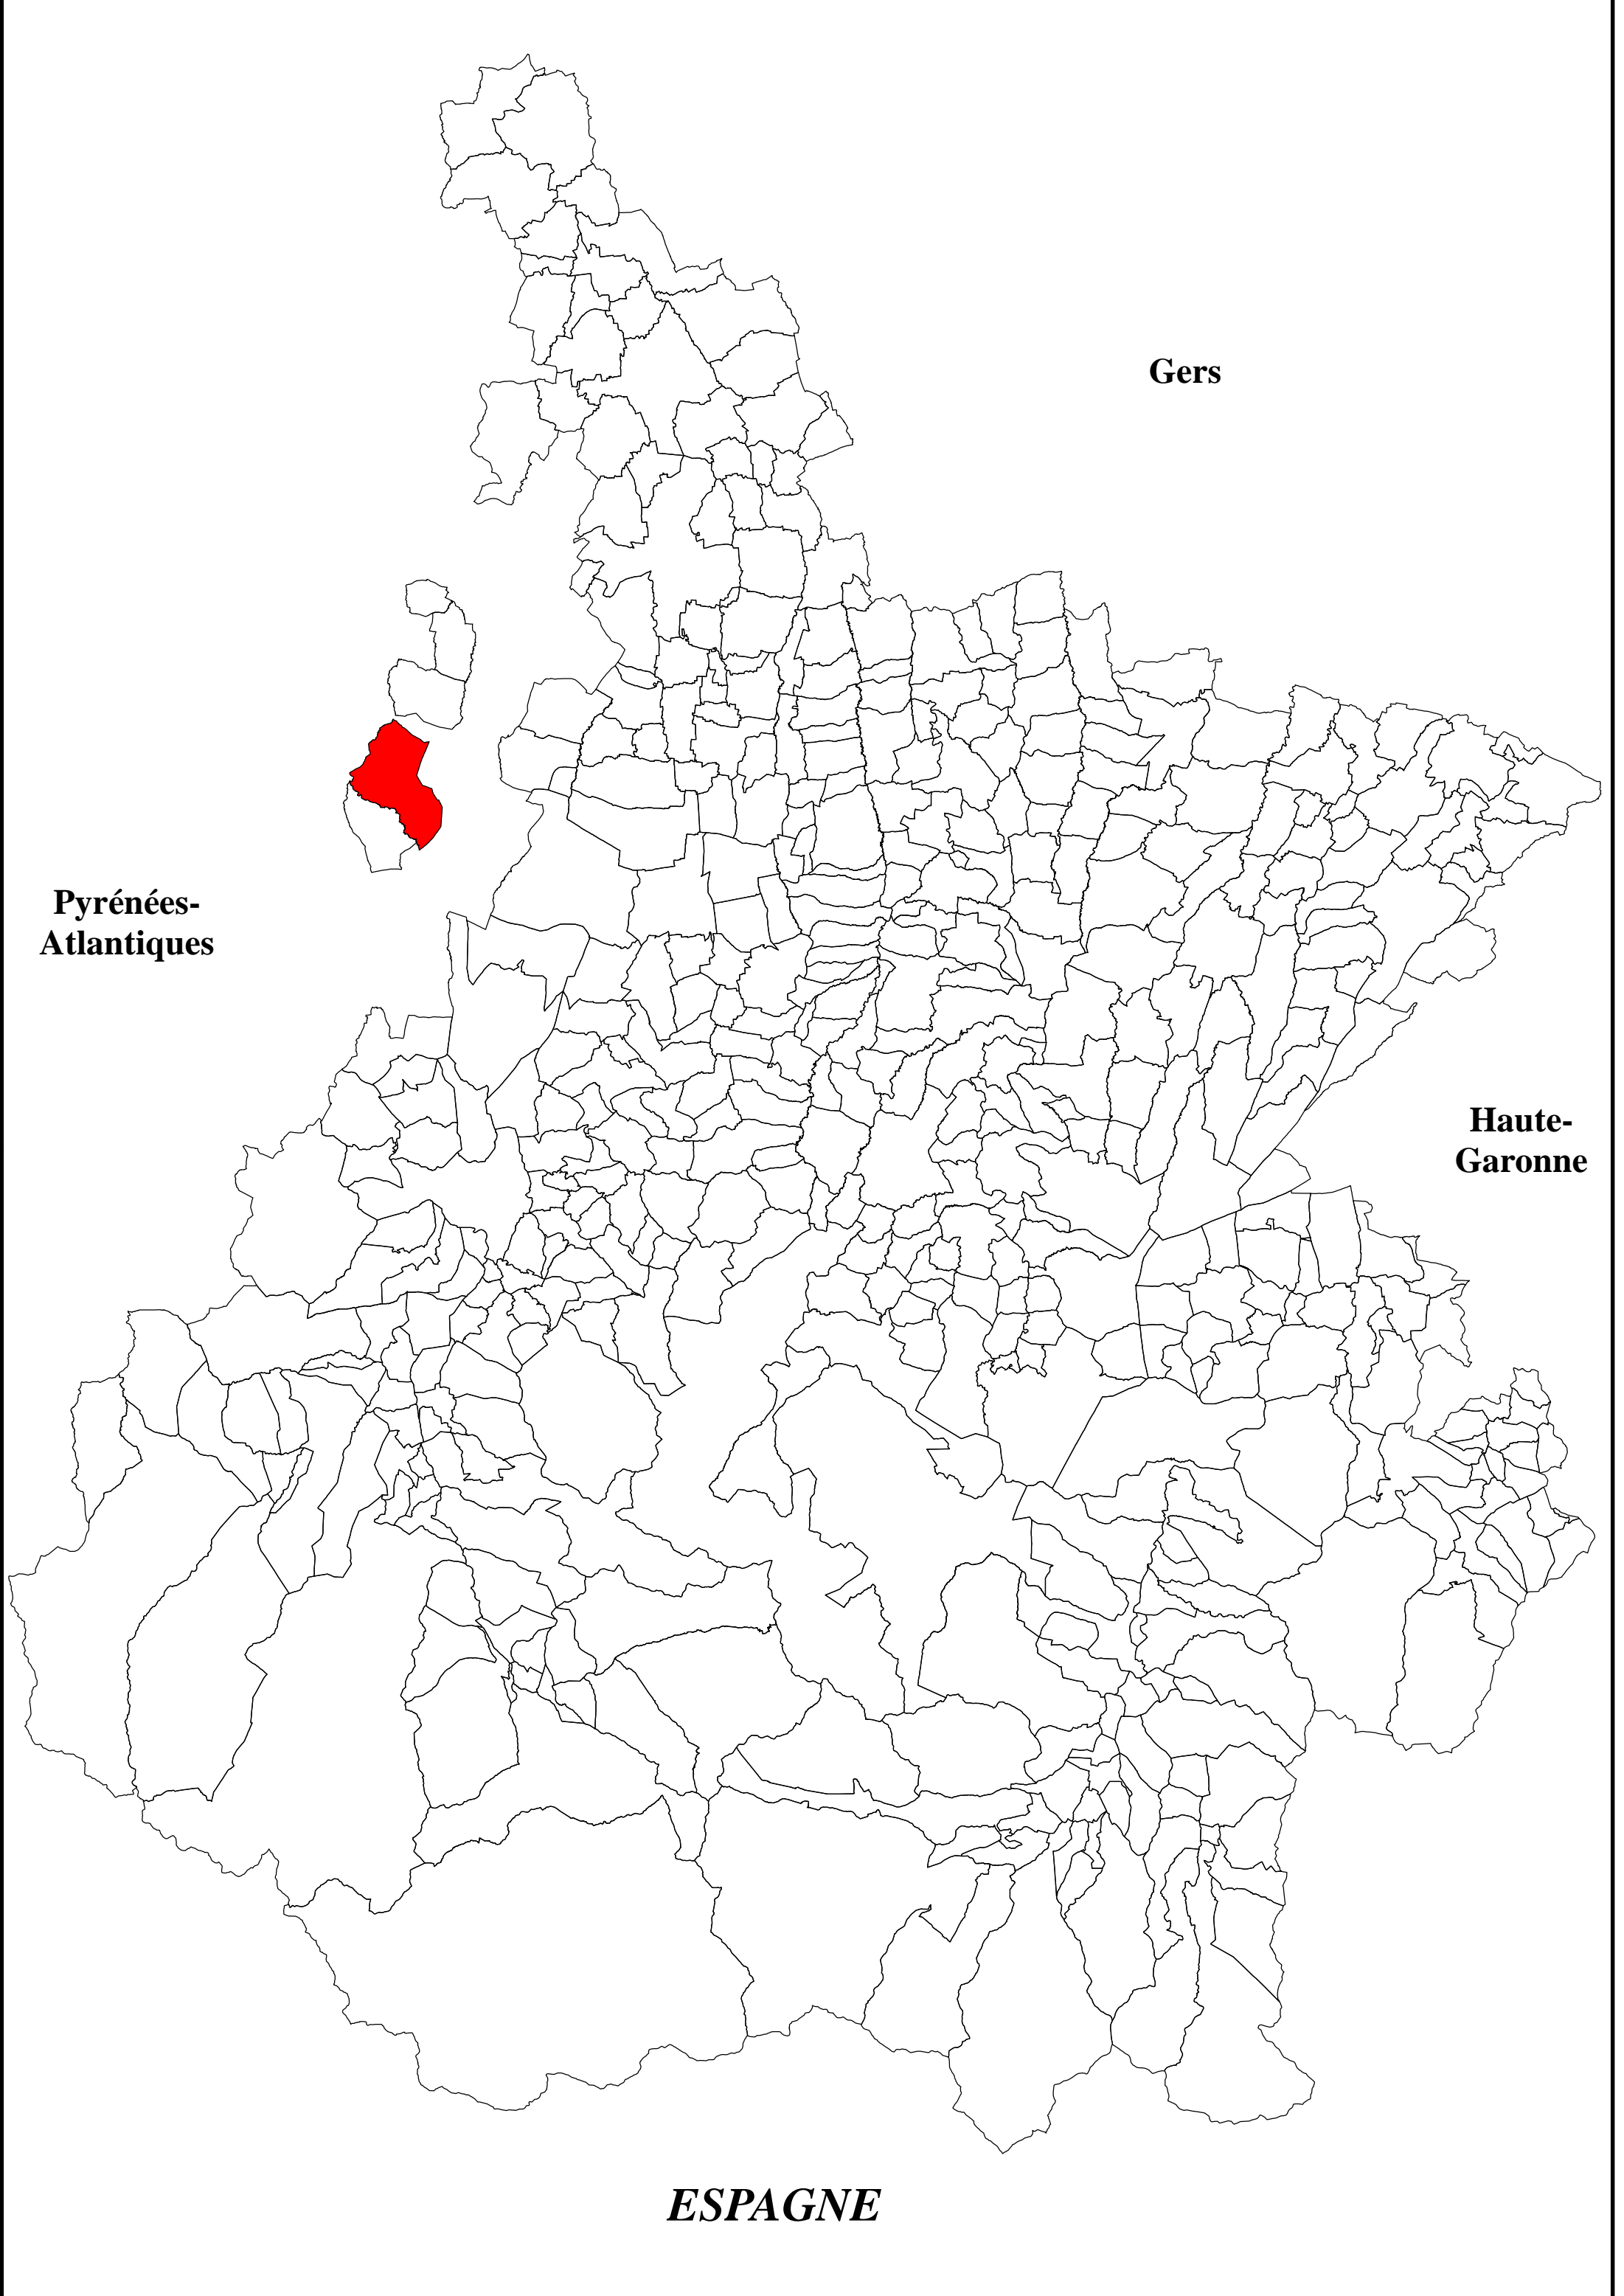 Gers
Pyrénées-
Atlantiques
Haute-
Garonne
ESPAGNE